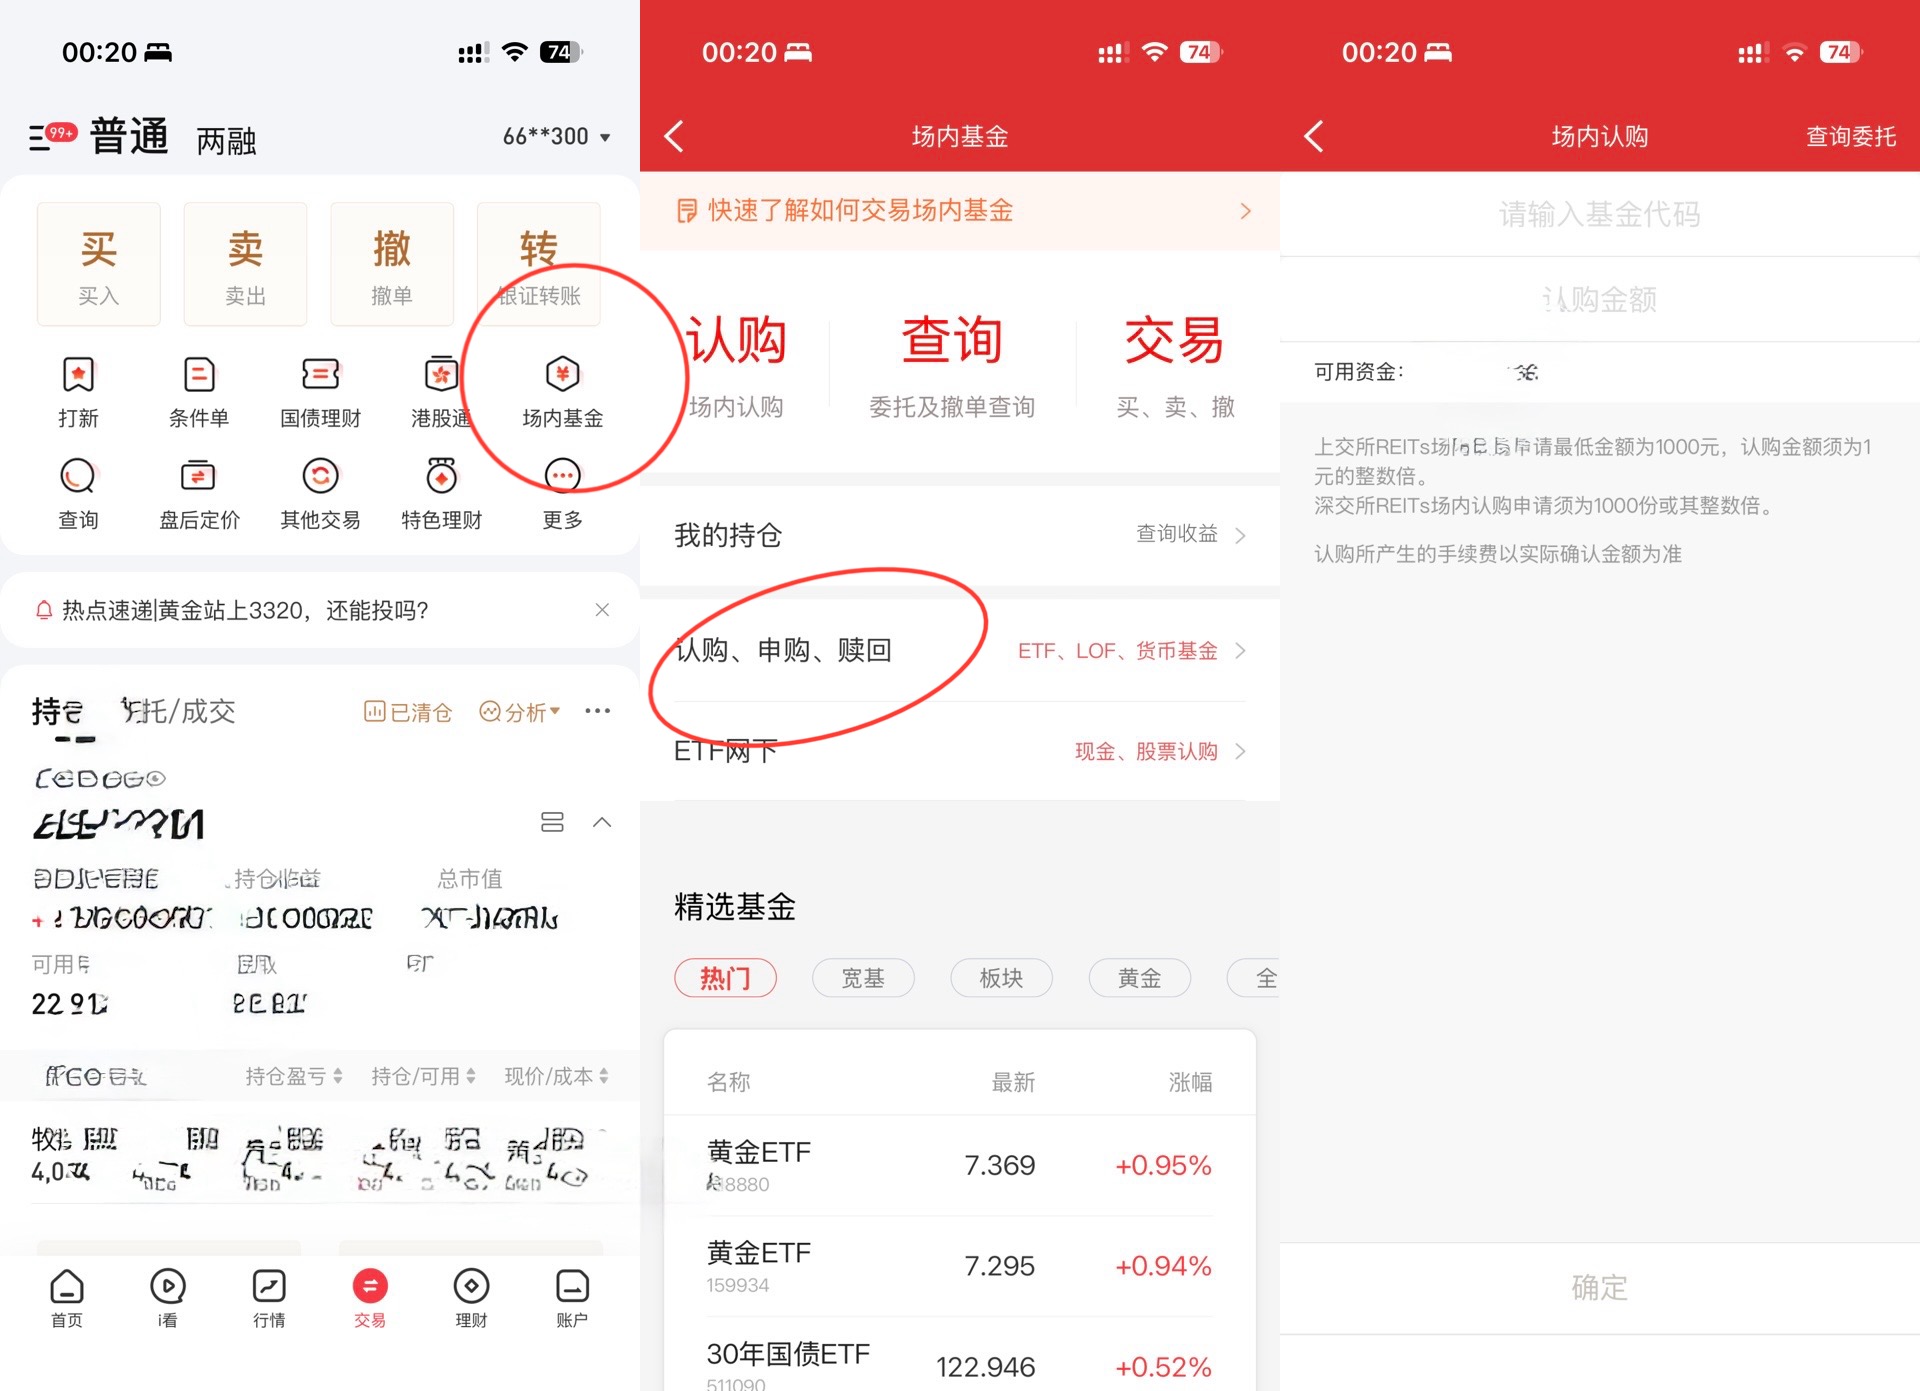 00:20
74
99+
普通 两融
66**300
买 卖 撤 转
买入 卖出 撤单 银证转账
打新 条件单 国债理财 港股通 场内基金
查询 盘后定价 其他交易 特色理财 更多
热点速递|黄金站上3320，还能投吗？
持仓 托/成交 已清仓 分析
持仓收益 总市值
可用
22.91
持仓盈亏 持仓/可用 现价/成本
首页 i看 行情 交易 理财 账户
00:20
74
场内基金
快速了解如何交易场内基金
认购 查询 交易
场内认购 委托及撤单查询 买、卖、撤
我的持仓 查询收益
认购、申购、赎回 ETF、LOF、货币基金
ETF网下 现金、股票认购
精选基金
热门 宽基 板块 黄金 全
名称 最新 涨幅
黄金ETF 7.369 +0.95%
18880
黄金ETF 7.295 +0.94%
159934
30年国债ETF 122.946 +0.52%
511090
00:20
74
场内认购 查询委托
请输入基金代码
认购金额
可用资金：
上交所REITs场 申请最低金额为1000元，认购金额须为1
元的整数倍。
深交所REITs场内认购申请须为1000份或其整数倍。
认购所产生的手续费以实际确认金额为准
确定